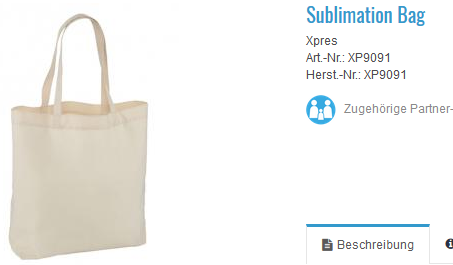 Sublimation Bag
Xpres
Art.-Nr.: XP9091
Herst.-Nr.: XP9091
Zugehörige Partner-
Beschreibung